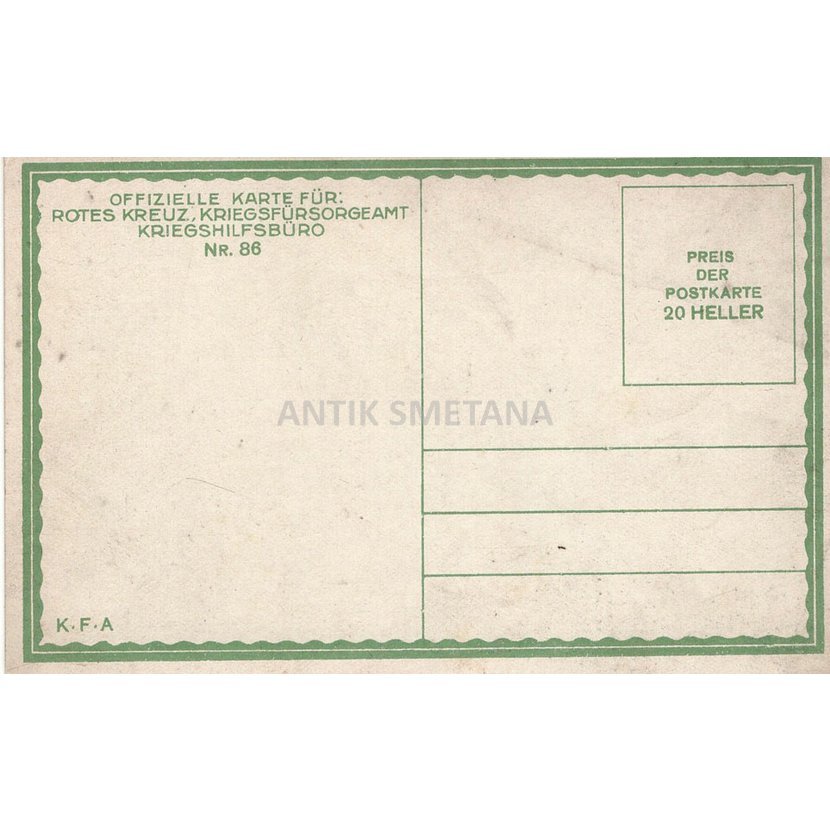 OFFIZIELLE KARTE FÜR:
ROTES KREUZ, KRIEGSFÜRSORGEAMT
KRIEGSHILFSBÜRO
NR. 86
PREIS
DER
POSTKARTE
20 HELLER
ANTIK SMETANA
K·F·A